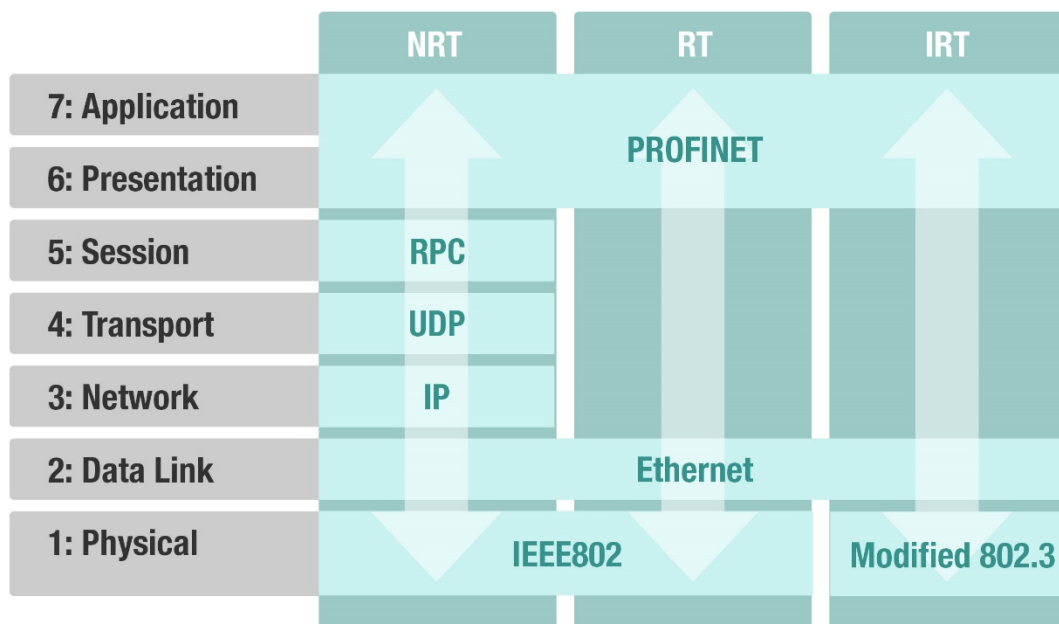 NRT RT IRT
7: Application
PROFINET
6: Presentation
5: Session RPC
4: Transport UDP
3: Network IP
2: Data Link Ethernet
1: Physical IEEE802 Modified 802.3